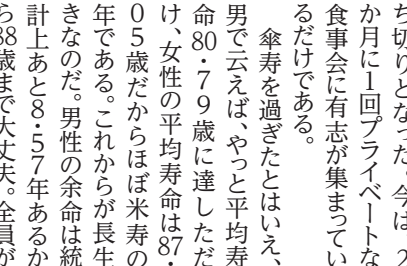 ち切りとなった。今は、2
か月に1回プライベートな
食事会に有志が集まってい
るだけである。
傘寿を過ぎたとはいえ、
男で云えば、やっと平均寿
命80・79歳に達しただ
け、女性の平均寿命は87・
05歳だからほぼ米寿の
年である。これからが長生
きなのだ。男性の余命は統
計上あと8・57年あるか
ら88歳まで大丈夫。全員が